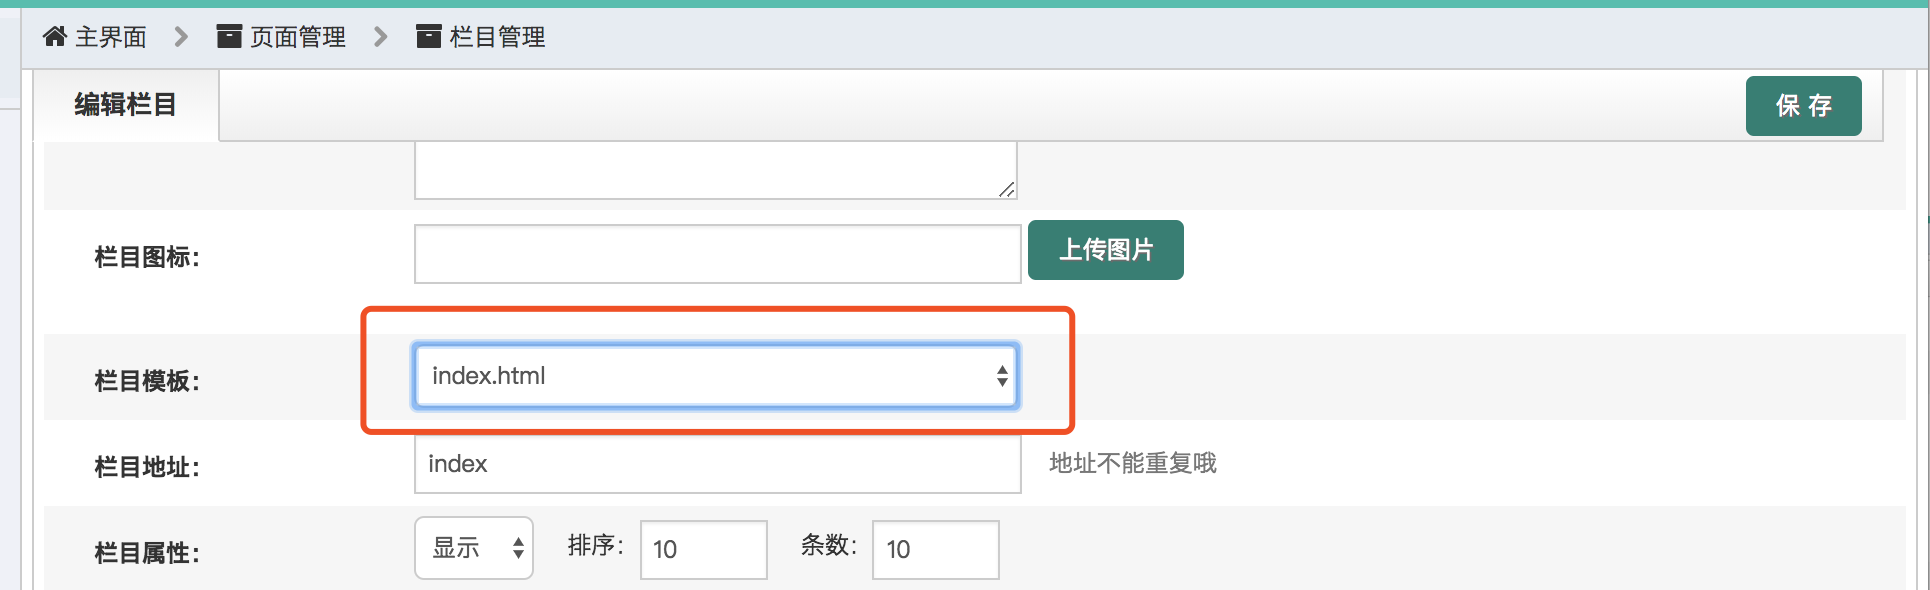 主界面 页面管理 栏目管理
编辑栏目 保 存
栏目图标: 上传图片
栏目模板: index.html
栏目地址: index 地址不能重复哦
栏目属性: 显示 排序: 10 条数: 10